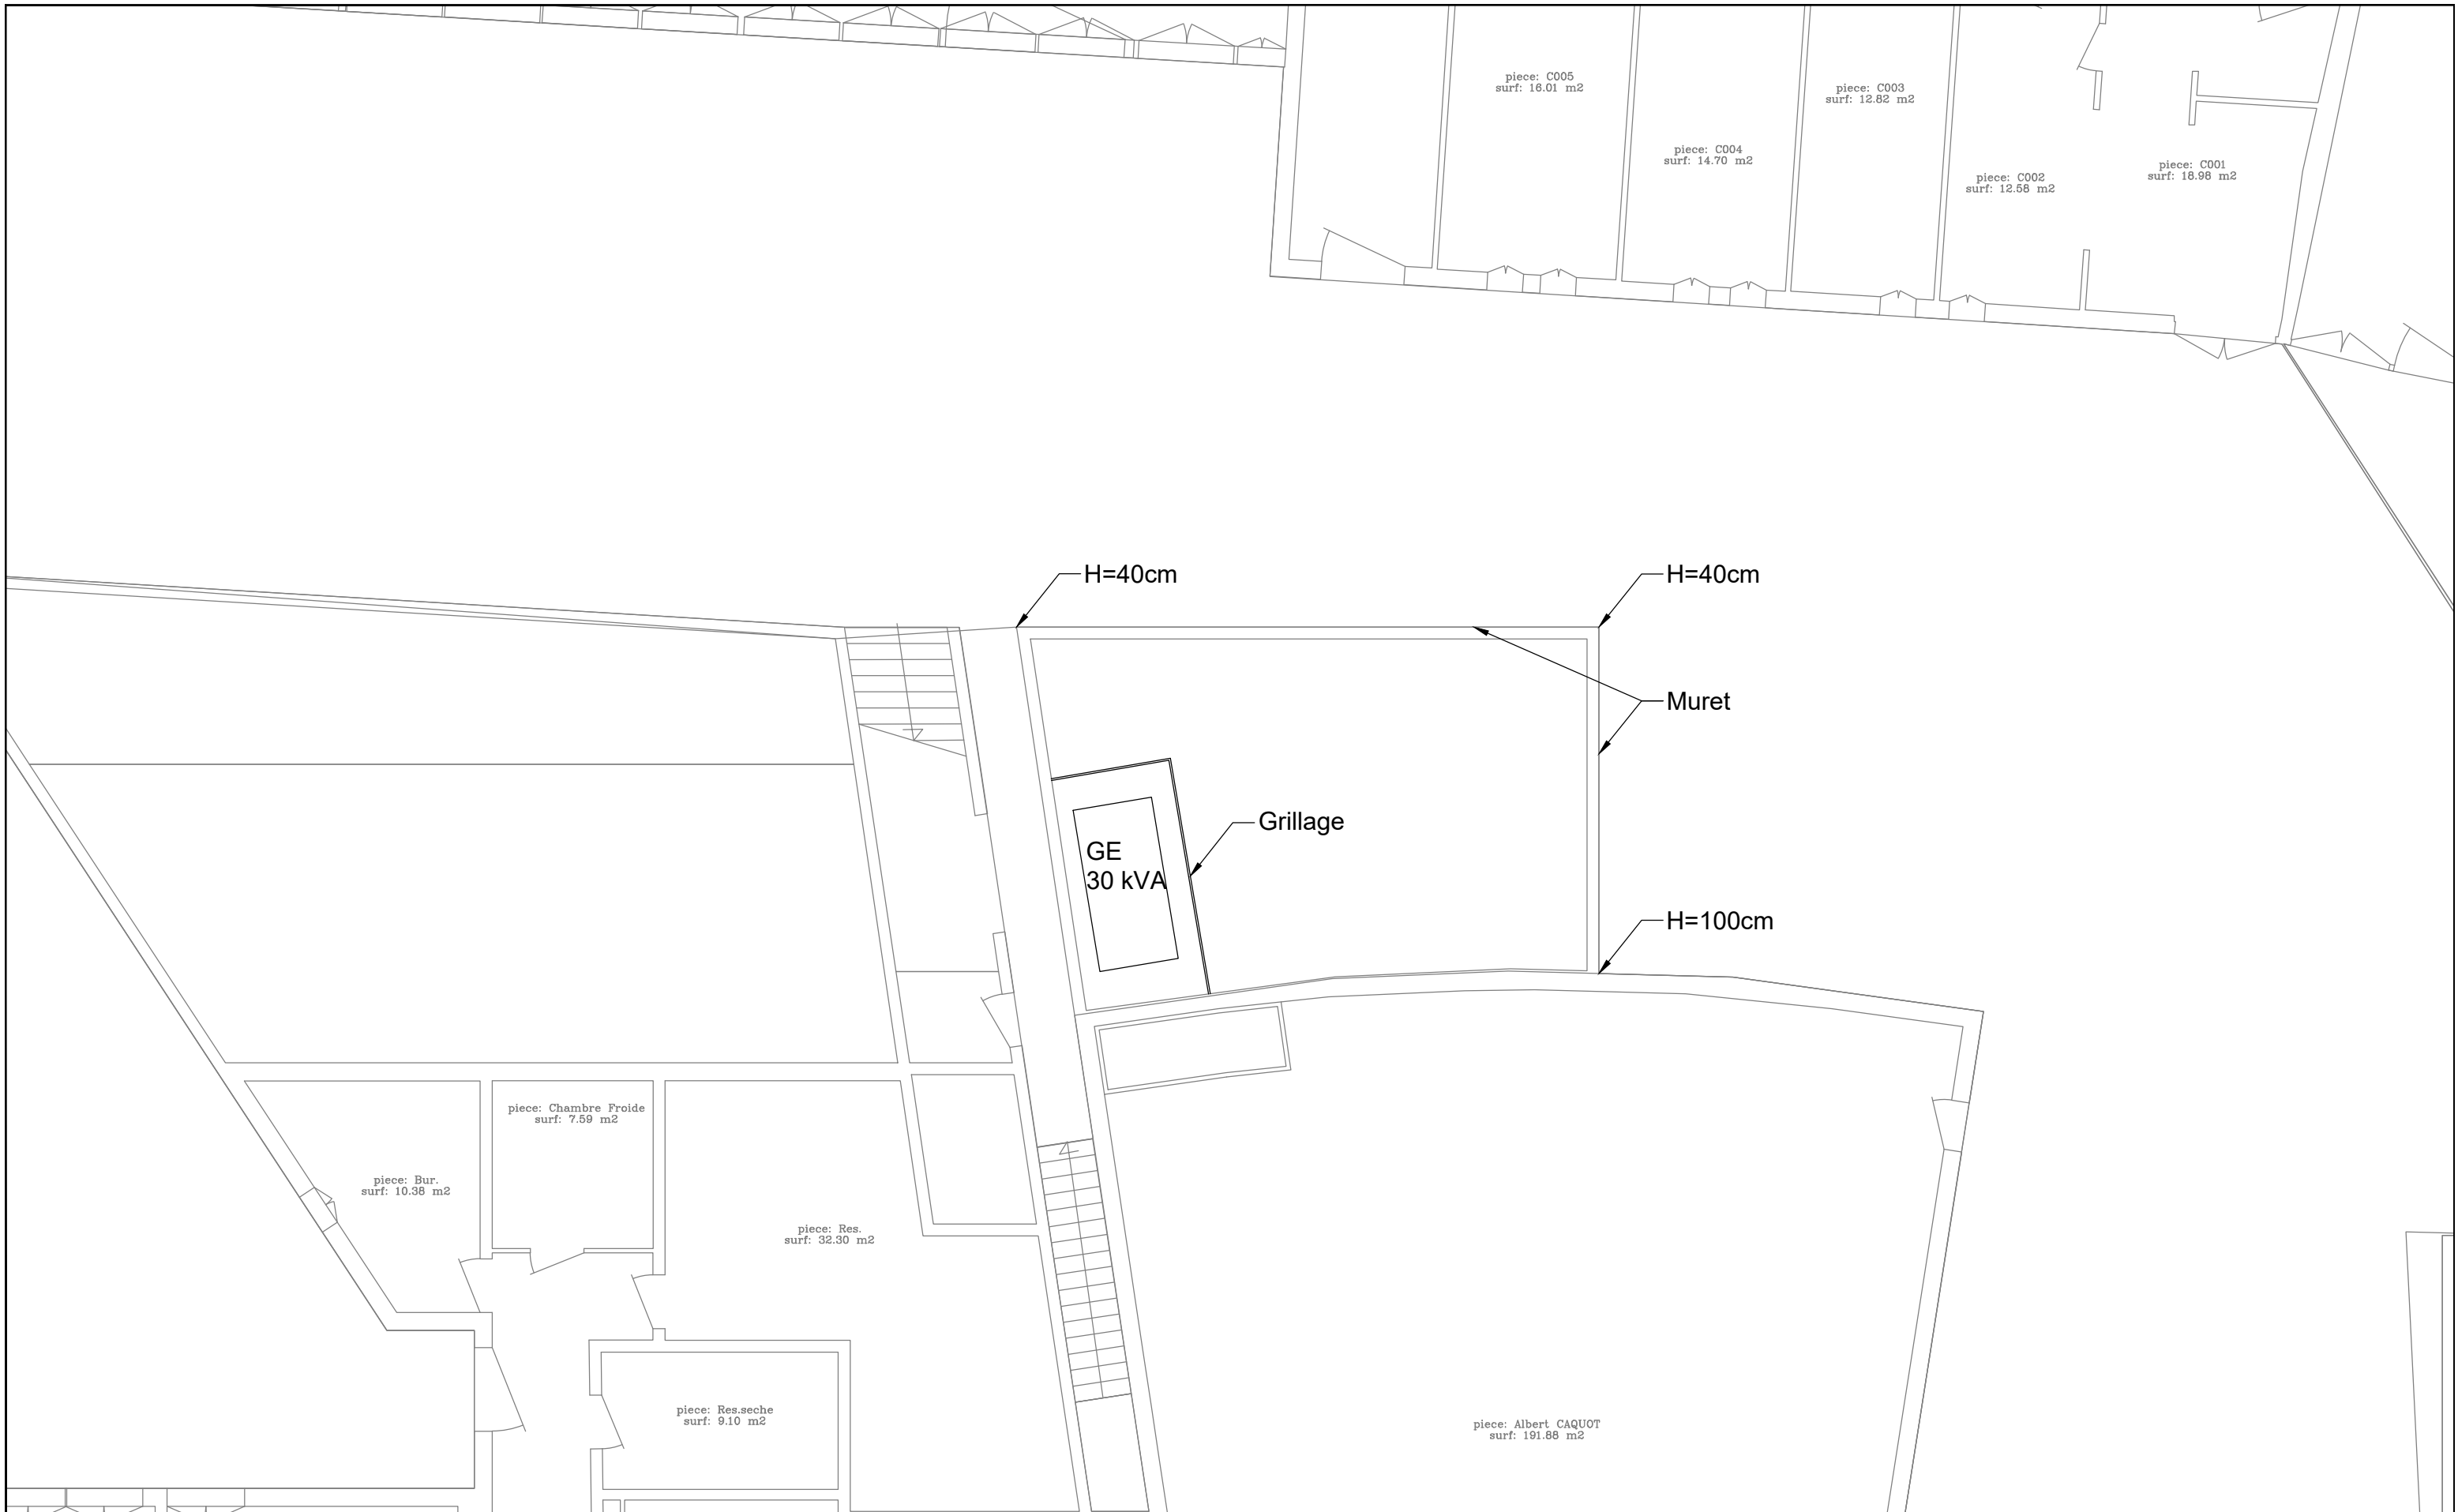 piece: C005
surf: 16.01 m2
piece: C003
surf: 12.82 m2
piece: C004
surf: 14.70 m2
piece: C001
surf: 18.98 m2
piece: C002
surf: 12.58 m2
H=40cm
H=40cm
Muret
Grillage
GE
30 kVA
H=100cm
piece: Chambre Froide
surf: 7.59 m2
piece: Bur.
surf: 10.38 m2
piece: Res.
surf: 32.30 m2
piece: Res.seche
surf: 9.10 m2
piece: Albert CAQUOT
surf: 191.88 m2